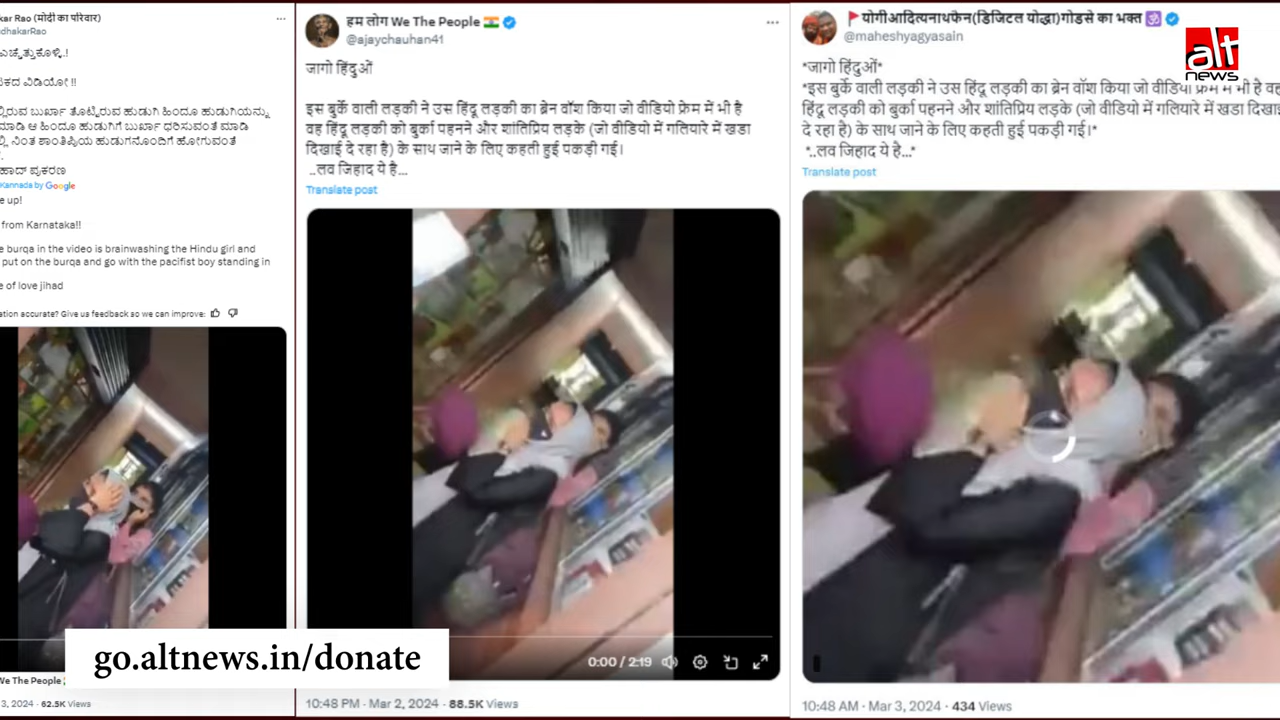 kar Rao (मोदी का परिवार)
dhakarRao
ಎಚ್ಚೆತ್ತುಕೊಳ್ಳಿ.!
ಟಕದ ವಿಡಿಯೋ !!
ಲ್ಲಿರುವ ಬುರ್ಖಾ ತೊಟ್ಟಿರುವ ಹುಡುಗಿ ಹಿಂದೂ ಹುಡುಗಿಯನ್ನು
ಮಾಡಿ ಆ ಹಿಂದೂ ಹುಡುಗಿಗೆ ಬುರ್ಖಾ ಧರಿಸುವಂತೆ ಮಾಡಿ
ಲ್ಲಿ ನಿಂತ ಶಾಂತಿಪ್ರಿಯ ಹುಡುಗನೊಂದಿಗೆ ಹೋಗುವಂತೆ
ಹಾದ್ ಪ್ರಕರಣ
Kannada by Google
e up!
from Karnataka!!
e burqa in the video is brainwashing the Hindu girl and
put on the burqa and go with the pacifist boy standing in
e of love jihad
ation accurate? Give us feedback so we can improve:
We The People
3, 2024 · 62.5K Views
हम लोग We The People 🇮🇳
@ajaychauhan41
जागो हिंदुओं
इस बुर्के वाली लड़की ने उस हिंदू लड़की का ब्रेन वॉश किया जो वीडियो फ्रेम में भी है
वह हिंदू लड़की को बुर्का पहनने और शांतिप्रिय लड़के (जो वीडियो में गलियारे में खडा
दिखाई दे रहा है) के साथ जाने के लिए कहती हुई पकड़ी गई।
..लव जिहाद ये है...
Translate post
0:00 / 2:19
10:48 PM · Mar 2, 2024 · 88.5K Views
🚩योगीआदित्यनाथफैन(डिजिटल योद्धा)गोडसे का भक्त 🕉
@maheshyagyasain
*जागो हिंदुओं*
*इस बुर्के वाली लड़की ने उस हिंदू लड़की का ब्रेन वॉश किया जो वीडियो फ्रेम में भी है वह
हिंदू लड़की को बुर्का पहनने और शांतिप्रिय लड़के (जो वीडियो में गलियारे में खडा दिखा
दे रहा है) के साथ जाने के लिए कहती हुई पकड़ी गई।*
*..लव जिहाद ये है...*
Translate post
10:48 AM · Mar 3, 2024 · 434 Views
alt
news
go.altnews.in/donate